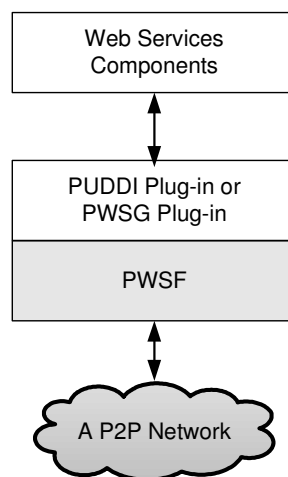 Web Services
Components
PUDDI Plug-in or
PWSG Plug-in
PWSF
A P2P Network